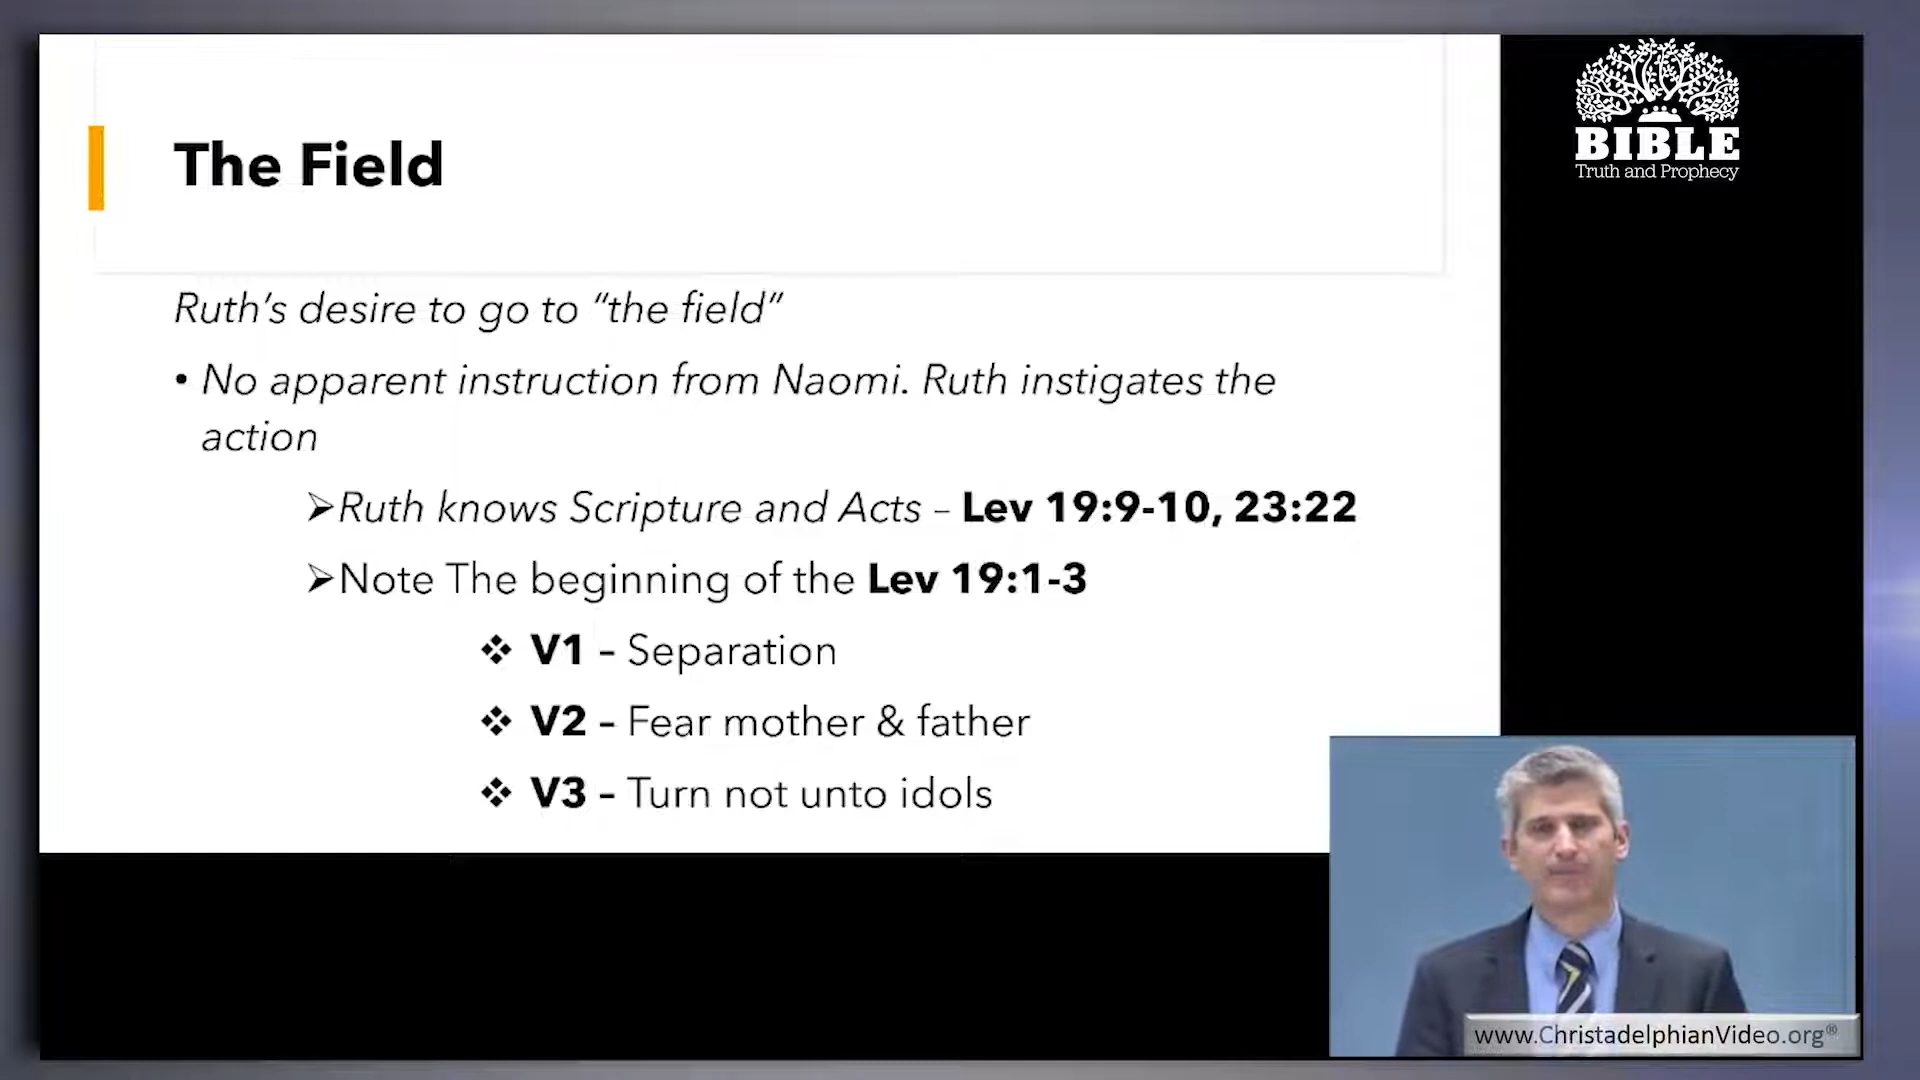 The Field
Ruth's desire to go to “the field”
• No apparent instruction from Naomi. Ruth instigates the
action
➢Ruth knows Scripture and Acts – Lev 19:9-10, 23:22
➢Note The beginning of the Lev 19:1-3
❖ V1 – Separation
❖ V2 – Fear mother & father
❖ V3 – Turn not unto idols
BIBLE
Truth and Prophecy
www.ChristadelphianVideo.org®